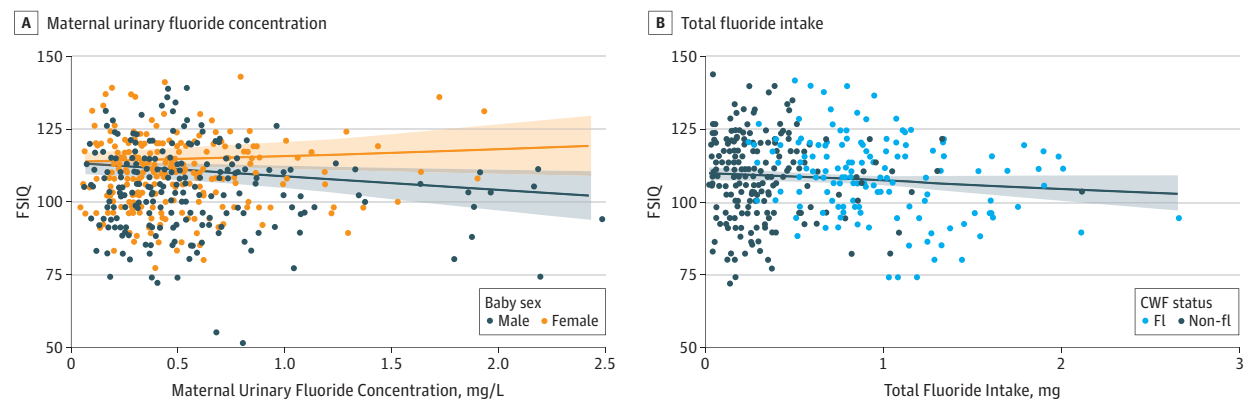 A Maternal urinary fluoride concentration
150
125
100
75
50
FSIQ
0
0.5
1.0
1.5
2.0
2.5
Maternal Urinary Fluoride Concentration, mg/L
Baby sex
Male Female
B Total fluoride intake
150
125
100
75
50
FSIQ
0
1
2
3
Total Fluoride Intake, mg
CWF status
Fl Non-fl